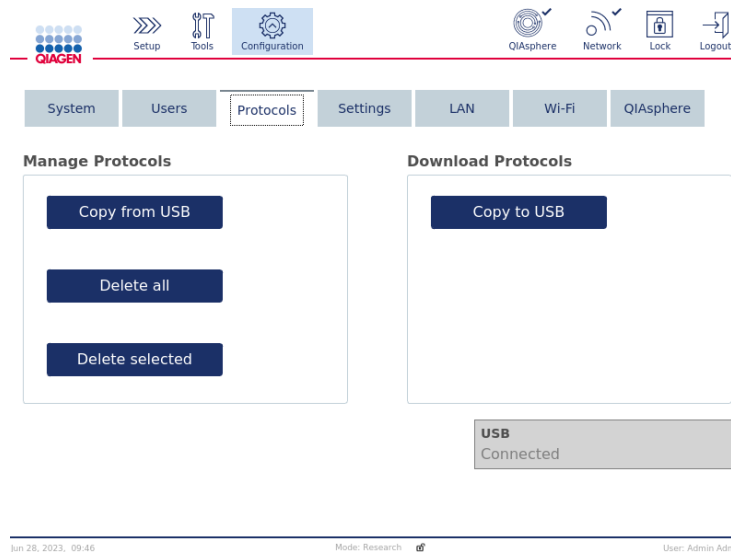 QIAGEN
Setup
Tools
Configuration
QIAsphere
Network
Lock
Logout
System
Users
Protocols
Settings
LAN
Wi-Fi
QIAsphere
Manage Protocols
Download Protocols
Copy from USB
Copy to USB
Delete all
Delete selected
USB
Connected
Jun 28, 2023, 09:46
Mode: Research
User: Admin